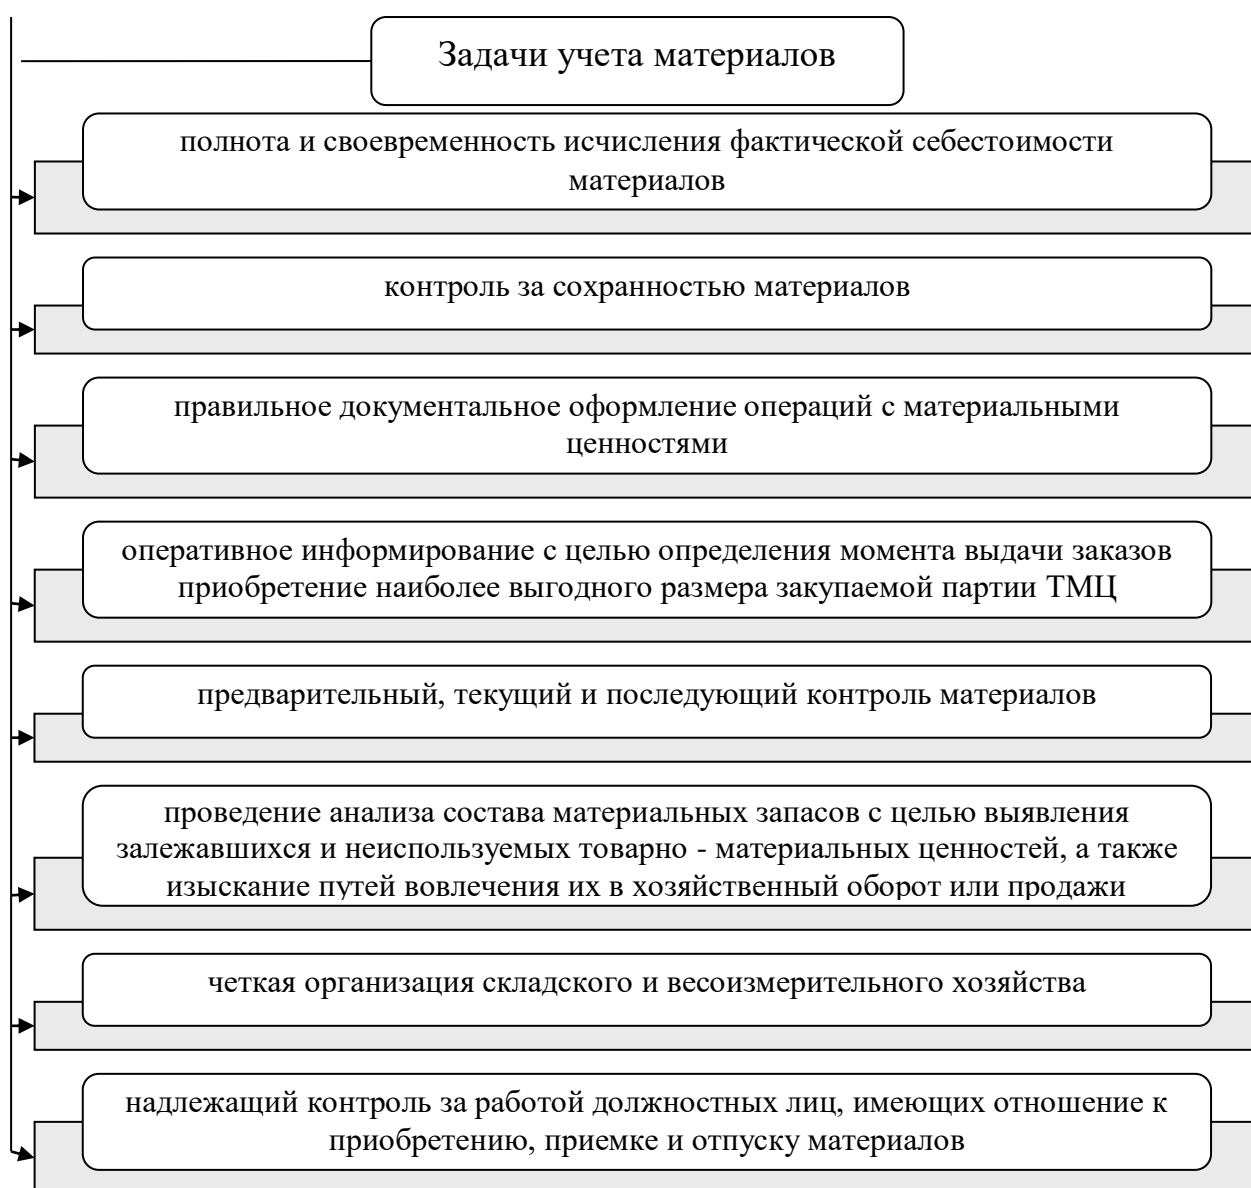 Задачи учета материалов
полнота и своевременность исчисления фактической себестоимости
материалов
контроль за сохранностью материалов
правильное документальное оформление операций с материальными
ценностями
оперативное информирование с целью определения момента выдачи заказов
приобретение наиболее выгодного размера закупаемой партии ТМЦ
предварительный, текущий и последующий контроль материалов
проведение анализа состава материальных запасов с целью выявления
залежавшихся и неиспользуемых товарно - материальных ценностей, а также
изыскание путей вовлечения их в хозяйственный оборот или продажи
четкая организация складского и весоизмерительного хозяйства
надлежащий контроль за работой должностных лиц, имеющих отношение к
приобретению, приемке и отпуску материалов